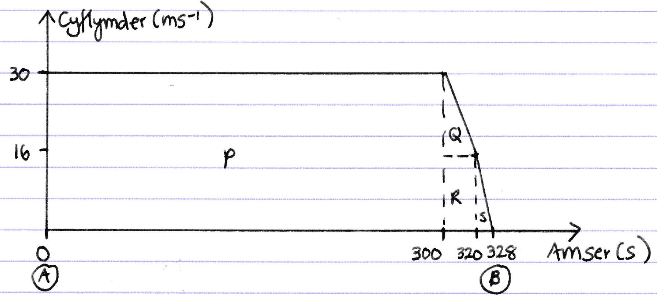 Cyflymder (ms⁻¹)
30
16
P
Q
R
S
0
300
320
328
Amser (s)
A
B